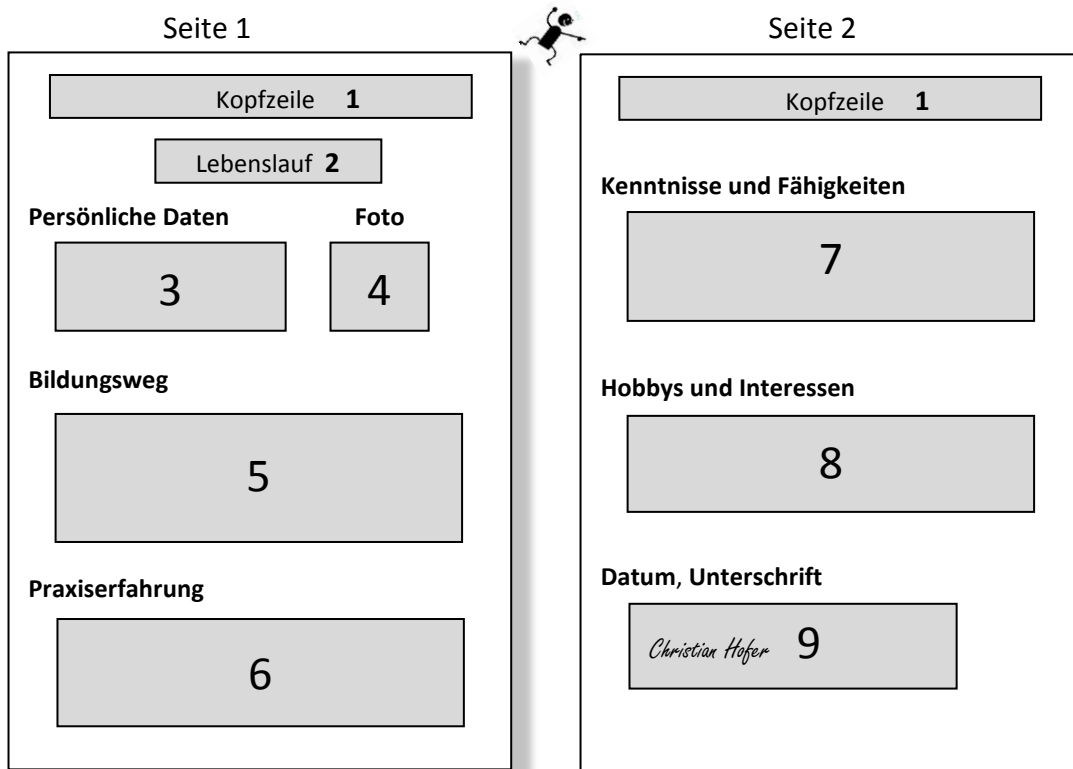 Seite 1
Kopfzeile 1
Lebenslauf 2
Persönliche Daten Foto
3 4
Bildungsweg
5
Praxiserfahrung
6
Seite 2
Kopfzeile 1
Kenntnisse und Fähigkeiten
7
Hobbys und Interessen
8
Datum, Unterschrift
Christian Hofer 9